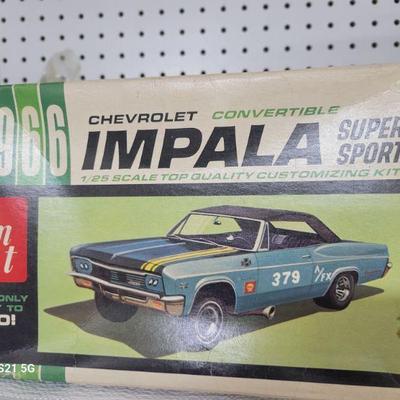 966
CHEVROLET CONVERTIBLE
IMPALA SUPER SPORT
1/25 SCALE TOP QUALITY CUSTOMIZING KIT
379 A/FX
ONLY
TO
O!
S21 5G